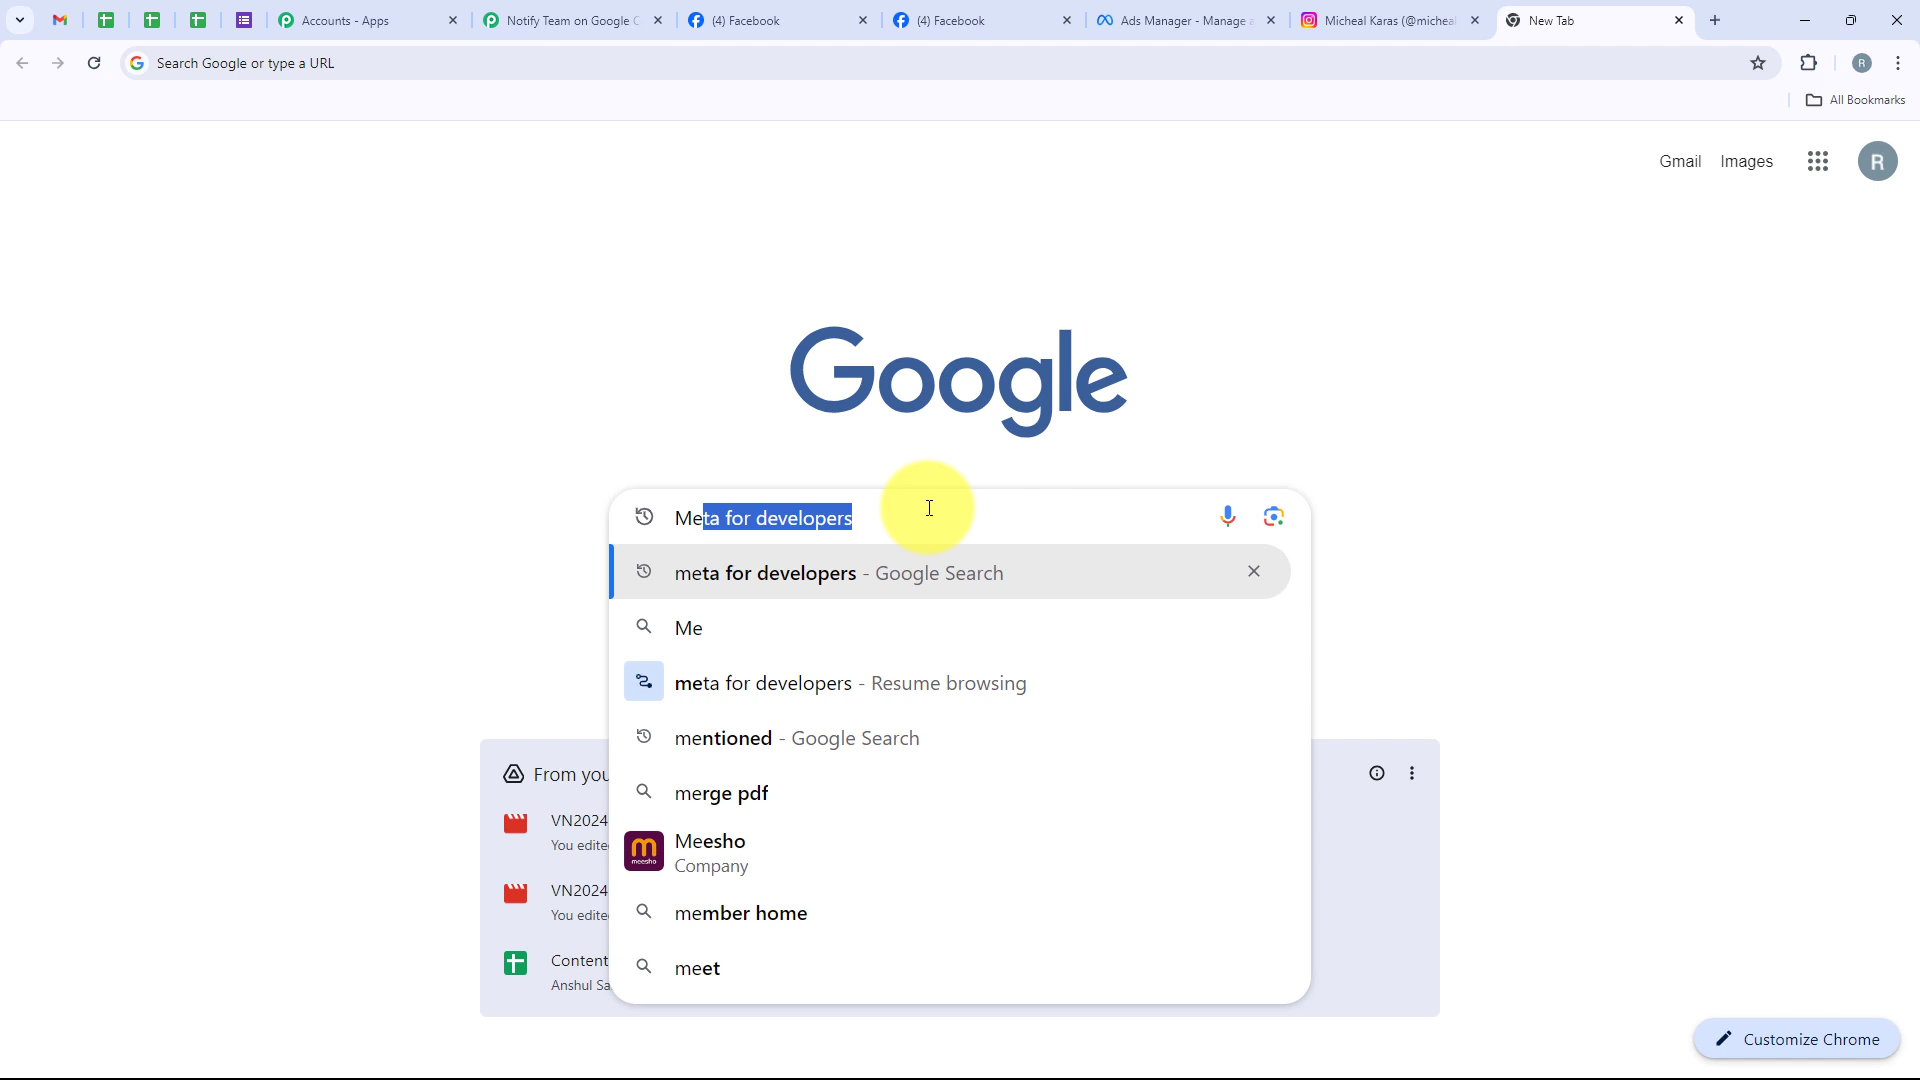 Accounts - Apps
Notify Team on Google C
(4) Facebook
(4) Facebook
Ads Manager - Manage a
Micheal Karas (@micheal
New Tab
Search Google or type a URL
R
All Bookmarks
Gmail
Images
R
Google
Meta for developers
meta for developers - Google Search
Me
meta for developers - Resume browsing
mentioned - Google Search
From you
merge pdf
VN2024
You edite
Meesho
Company
meesho
VN2024
You edite
member home
Content
Anshul Sa
meet
Customize Chrome